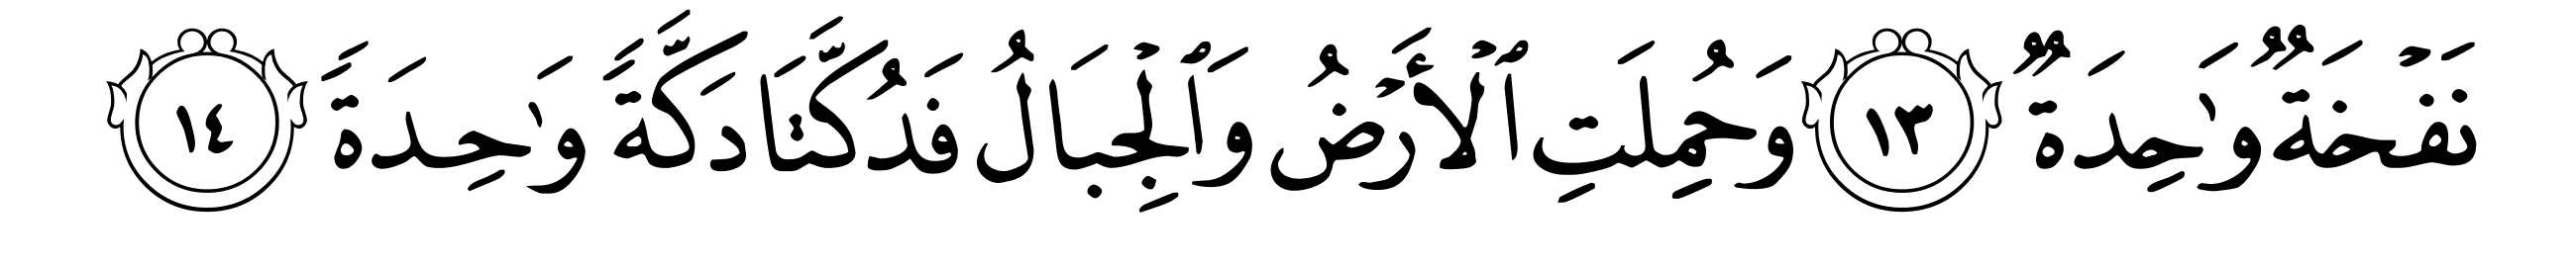 نَفۡخَةٞ وَٰحِدَةٞ ١٣ وَحُمِلَتِ ٱلۡأَرۡضُ وَٱلۡجِبَالُ فَدُكَّتَا دَكَّةٗ وَٰحِدَةٗ ١٤